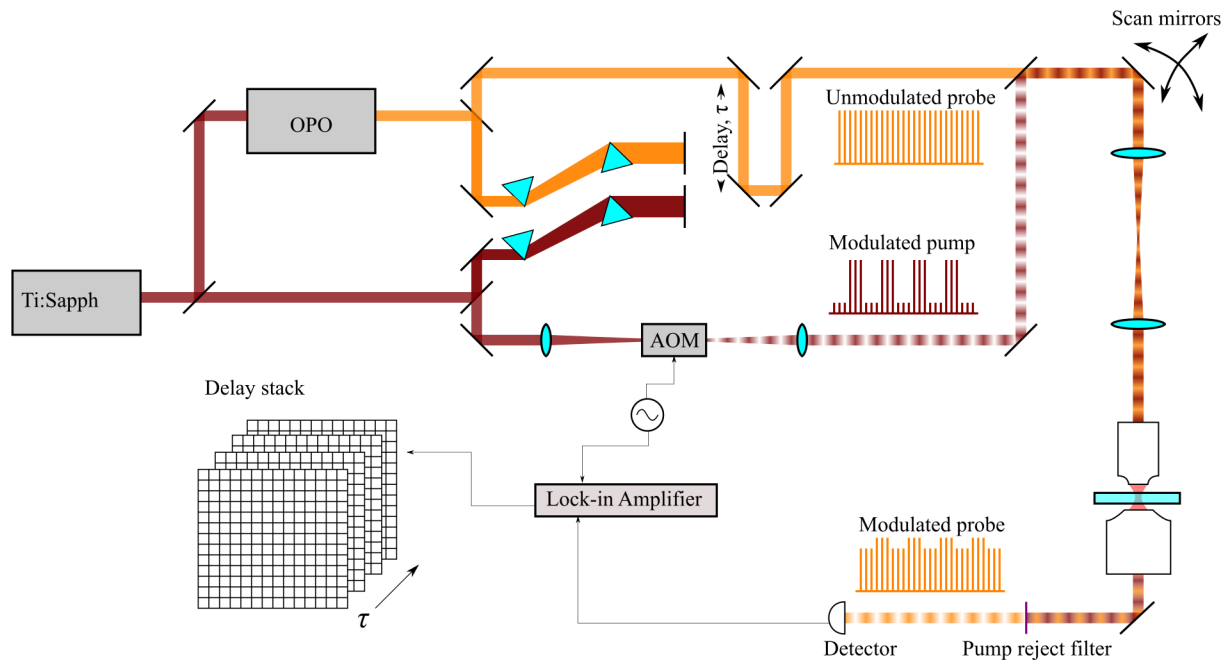 Scan mirrors
OPO
Delay, τ
Unmodulated probe
Modulated pump
Ti:Sapph
AOM
Delay stack
Lock-in Amplifier
Modulated probe
τ
Detector
Pump reject filter